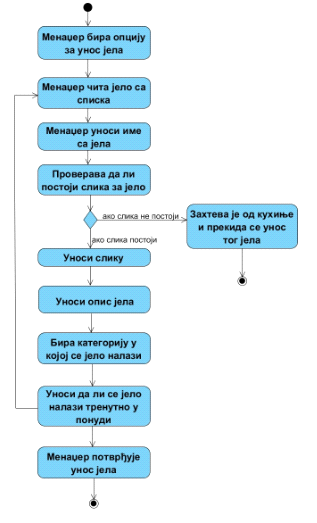 Менаџер бира опцију
за унос јела
Менаџер чита јело са
списка
Менаџер уноси име
са јела
Проверава да ли
постоји слика за јело
ако слика не постоји
Захтева је од кухиње
и прекида се унос
тог јела
ако слика постоји
Уноси слику
Уноси опис јела
Бира категорију у
којој се јело налази
Уноси да ли се јело
налази тренутно у
понуди
Менаџер потврђује
унос јела